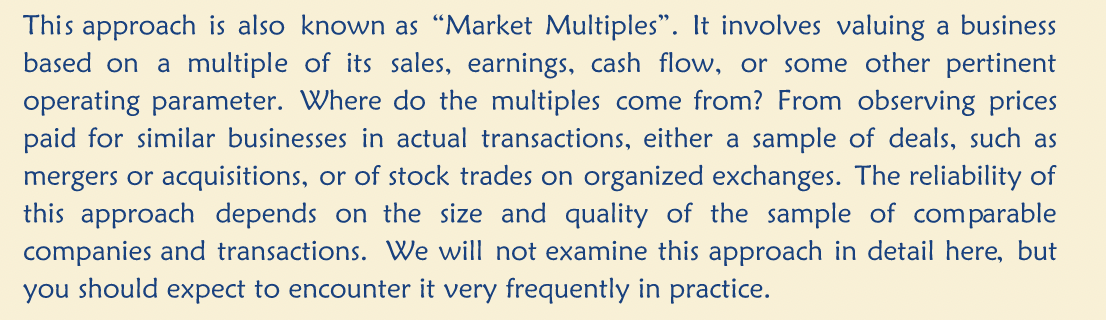 This approach is also known as “Market Multiples”. It involves valuing a business
based on a multiple of its sales, earnings, cash flow, or some other pertinent
operating parameter. Where do the multiples come from? From observing prices
paid for similar businesses in actual transactions, either a sample of deals, such as
mergers or acquisitions, or of stock trades on organized exchanges. The reliability of
this approach depends on the size and quality of the sample of comparable
companies and transactions. We will not examine this approach in detail here, but
you should expect to encounter it very frequently in practice.